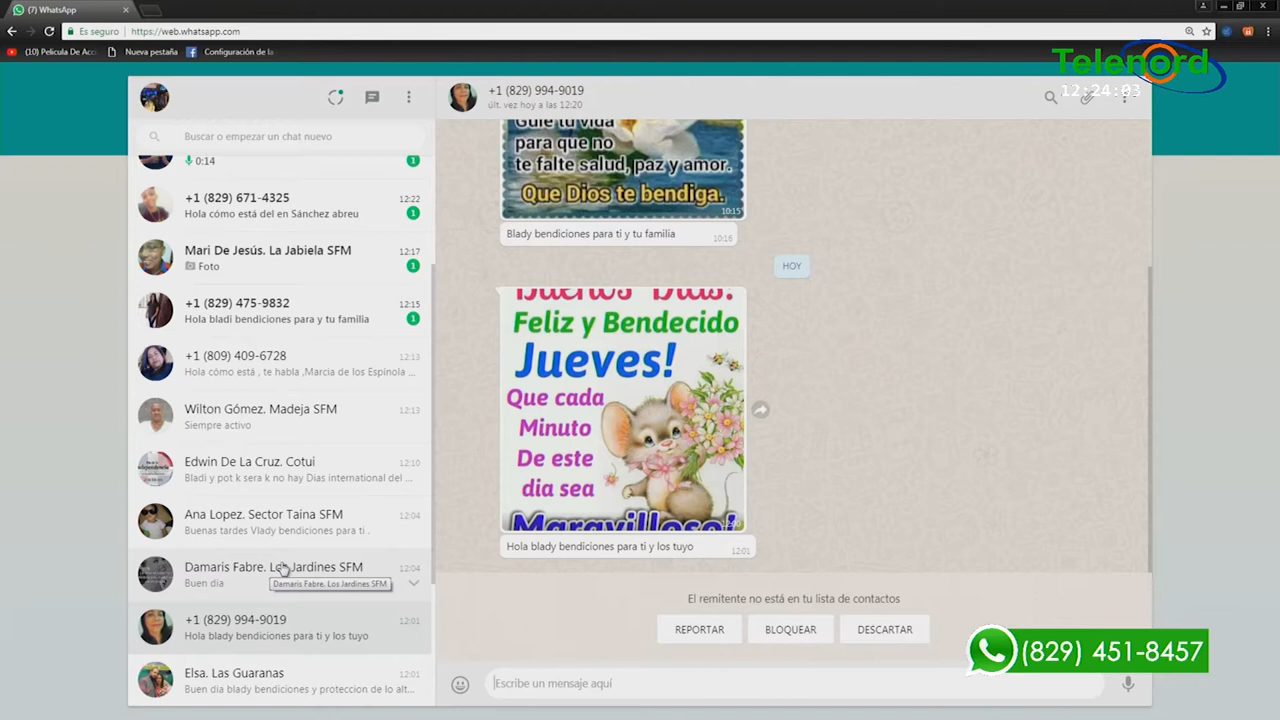 (7) WhatsApp
Es seguro
https://web.whatsapp.com
(10) Pelicula De Acc
Nueva pestaña
Configuración de la
Telenord
12:24:03
Buscar o empezar un chat nuevo
0:14
1
+1 (829) 671-4325
12:22
Hola cómo está del en Sánchez abreu
1
Mari De Jesús. La Jabiela SFM
12:17
Foto
1
+1 (829) 475-9832
12:15
Hola bladi bendiciones para y tu familia
1
+1 (809) 409-6728
12:13
Hola cómo está , te habla ,Marcia de los Espinola ...
Wilton Gómez. Madeja SFM
12:13
Siempre activo
Edwin De La Cruz. Cotui
12:10
Bladi y pot k sera k no hay Dias international del ...
Ana Lopez. Sector Taina SFM
12:04
Buenas tardes Vlady bendiciones para ti .
Damaris Fabre. Los Jardines SFM
12:04
Buen dia
Damaris Fabre. Los Jardines SFM
+1 (829) 994-9019
12:01
Hola blady bendiciones para ti y los tuyo
Elsa. Las Guaranas
12:01
Buen dia blady bendiciones y proteccion de lo alt...
+1 (829) 994-9019
últ. vez hoy a las 12:20
Guie tu vida
para que no
te falte salud, paz y amor.
Que Dios te bendiga.
10:15
Blady bendiciones para ti y tu familia
10:16
HOY
Buenos Dias!
Feliz y Bendecido
Jueves!
Que cada
Minuto
De este
dia sea
Maravilloso!
Hola blady bendiciones para ti y los tuyo
12:01
El remitente no está en tu lista de contactos
REPORTAR
BLOQUEAR
DESCARTAR
Escribe un mensaje aquí
(829) 451-8457